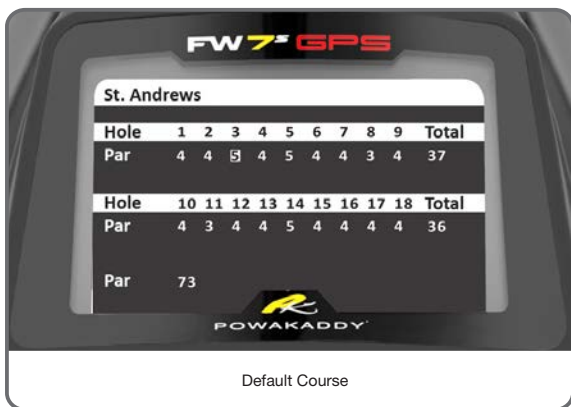 FW7s GPS
St. Andrews
Hole 1 2 3 4 5 6 7 8 9 Total
Par 4 4 5 4 5 4 4 3 4 37
Hole 10 11 12 13 14 15 16 17 18 Total
Par 4 3 4 4 5 4 4 4 4 36
Par 73
POWAKADDY
Default Course